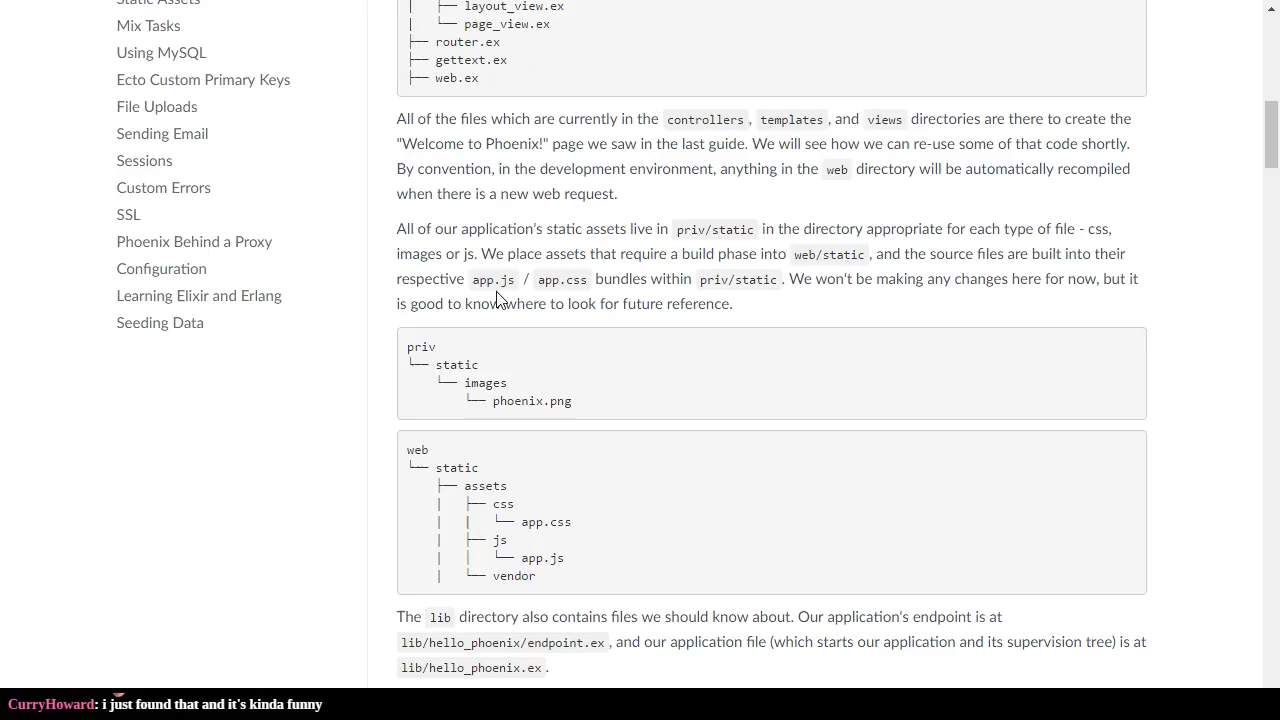 Static Assets
Mix Tasks
Using MySQL
Ecto Custom Primary Keys
File Uploads
Sending Email
Sessions
Custom Errors
SSL
Phoenix Behind a Proxy
Configuration
Learning Elixir and Erlang
Seeding Data
│   ├── layout_view.ex
|   └── page_view.ex
├── router.ex
├── gettext.ex
├── web.ex
All of the files which are currently in the controllers, templates, and views directories are there to create the
"Welcome to Phoenix!" page we saw in the last guide. We will see how we can re-use some of that code shortly.
By convention, in the development environment, anything in the web directory will be automatically recompiled
when there is a new web request.
All of our application's static assets live in priv/static in the directory appropriate for each type of file - css,
images or js. We place assets that require a build phase into web/static, and the source files are built into their
respective app.js / app.css bundles within priv/static. We won't be making any changes here for now, but it
is good to know where to look for future reference.
priv
└── static
    └── images
        └── phoenix.png
web
└── static
    ├── assets
    |   ├── css
    |   |   └── app.css
    |   ├── js
    |   │   └── app.js
    |   └── vendor
The lib directory also contains files we should know about. Our application's endpoint is at
lib/hello_phoenix/endpoint.ex, and our application file (which starts our application and its supervision tree) is at
lib/hello_phoenix.ex.
CurryHoward: i just found that and it's kinda funny